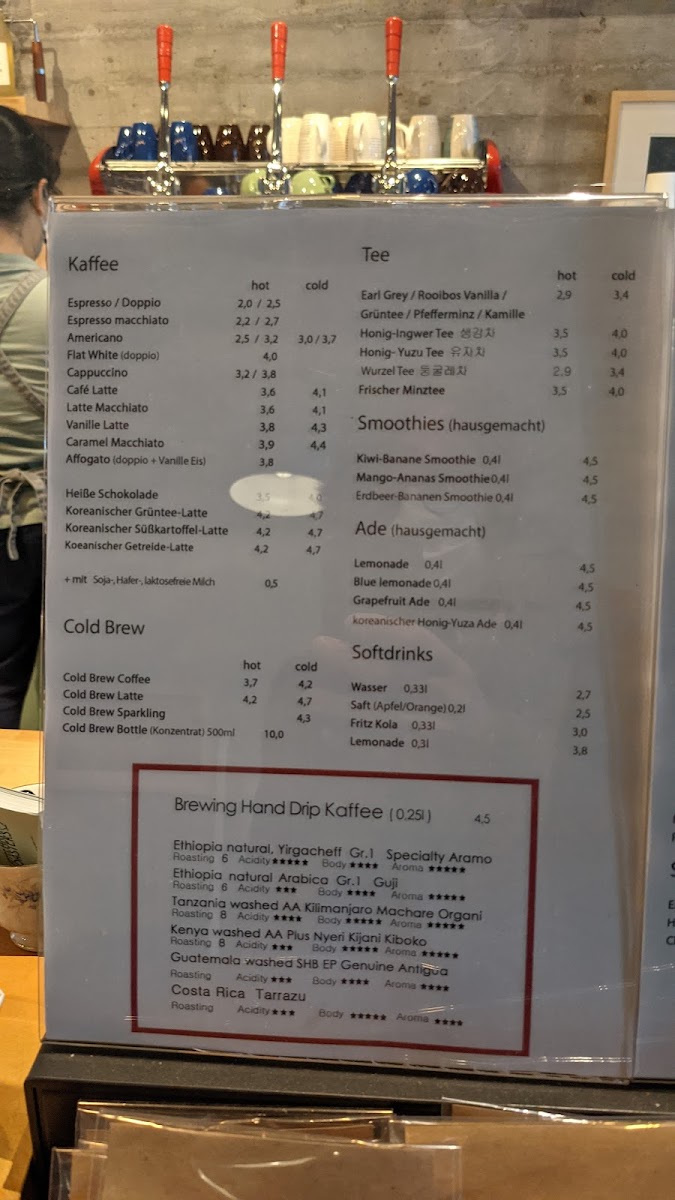 Kaffee
hot cold
Espresso / Doppio 2,0 / 2,5
Espresso macchiato 2,2 / 2,7
Americano 2,5 / 3,2 3,0 / 3,7
Flat White (doppio) 4,0
Cappuccino 3,2 / 3,8
Café Latte 3,6 4,1
Latte Macchiato 3,6 4,1
Vanille Latte 3,8 4,3
Caramel Macchiato 3,9 4,4
Affogato (doppio + Vanille Eis) 3,8
Heiße Schokolade 3,5 4,0
Koreanischer Grüntee-Latte 4,2 4,7
Koreanischer Süßkartoffel-Latte 4,2 4,7
Koeanischer Getreide-Latte 4,2 4,7
+ mit Soja-, Hafer-, laktosefreie Milch 0,5
Cold Brew
hot cold
Cold Brew Coffee 3,7 4,2
Cold Brew Latte 4,2 4,7
Cold Brew Sparkling 4,3
Cold Brew Bottle (Konzentrat) 500ml 10,0
Tee
hot cold
Earl Grey / Rooibos Vanilla / 2,9 3,4
Grüntee / Pfefferminz / Kamille
Honig-Ingwer Tee 생강차 3,5 4,0
Honig- Yuzu Tee 유자차 3,5 4,0
Wurzel Tee 둥굴레차 2,9 3,4
Frischer Minztee 3,5 4,0
Smoothies (hausgemacht)
Kiwi-Banane Smoothie 0,4l 4,5
Mango-Ananas Smoothie 0,4l 4,5
Erdbeer-Bananen Smoothie 0,4l 4,5
Ade (hausgemacht)
Lemonade 0,4l 4,5
Blue lemonade 0,4l 4,5
Grapefruit Ade 0,4l 4,5
koreanischer Honig-Yuza Ade 0,4l 4,5
Softdrinks
Wasser 0,33l 2,7
Saft (Apfel/Orange) 0,2l 2,5
Fritz Kola 0,33l 3,0
Lemonade 0,3l 3,8
Brewing Hand Drip Kaffee ( 0,25l ) 4,5
Ethiopia natural, Yirgacheff Gr.1 Specialty Aramo
Roasting 6 Acidity ★★★★★ Body ★★★★ Aroma ★★★★★
Ethiopia natural Arabica Gr.1 Guji
Roasting 6 Acidity ★★★ Body ★★★★ Aroma ★★★★★
Tanzania washed AA Kilimanjaro Machare Organi
Roasting 8 Acidity ★★★★ Body ★★★★★ Aroma ★★★★★
Kenya washed AA Plus Nyeri Kijani Kiboko
Roasting 8 Acidity ★★★ Body ★★★★★ Aroma ★★★★★
Guatemala washed SHB EP Genuine Antigua
Roasting Acidity ★★★ Body ★★★★ Aroma ★★★★
Costa Rica Tarrazu
Roasting Acidity ★★★ Body ★★★★★ Aroma ★★★★